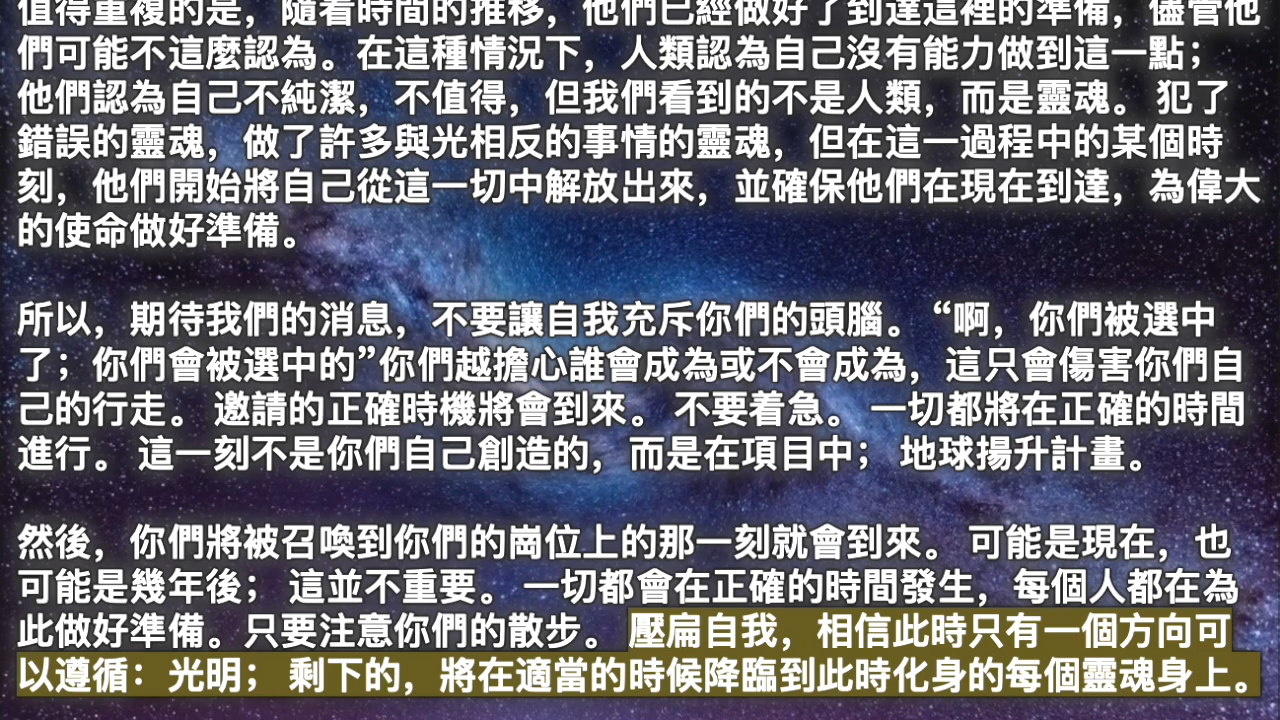 值得重複的是，隨着時間的推移，他們已經做好了到達這裡的準備，儘管他
們可能不這麼認為。在這種情況下，人類認為自己沒有能力做到這一點；
他們認為自己不純潔，不值得，但我們看到的不是人類，而是靈魂。 犯了
錯誤的靈魂，做了許多與光相反的事情的靈魂，但在這一過程中的某個時
刻，他們開始將自己從這一切中解放出來，並確保他們在現在到達，為偉大
的使命做好準備。
所以，期待我們的消息，不要讓自我充斥你們的頭腦。 “啊，你們被選中
了；你們會被選中的”你們越擔心誰會成為或不會成為，這只會傷害你們自
己的行走。 邀請的正確時機將會到來。 不要着急。 一切都將在正確的時間
進行。 這一刻不是你們自己創造的，而是在項目中； 地球揚升計畫。
然後，你們將被召喚到你們的崗位上的那一刻就會到來。 可能是現在，也
可能是幾年後； 這並不重要。 一切都會在正確的時間發生，每個人都在為
此做好準備。只要注意你們的散步。 壓扁自我，相信此時只有一個方向可
以遵循：光明； 剩下的，將在適當的時候降臨到此時化身的每個靈魂身上。